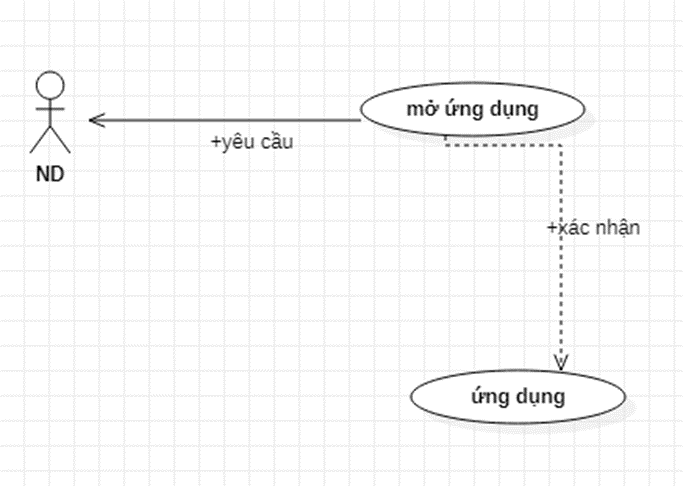 mở ứng dụng
+yêu cầu
ND
+xác nhận
ứng dụng